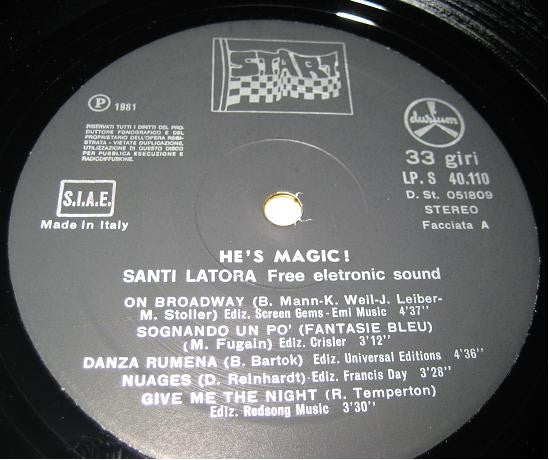 START
P 1981
RISERVATI TUTTI I DIRITTI DEL PRO-
DUTTORE FONOGRAFICO E DEL
PROPRIETARIO DELL'OPERA REGI-
STRATA - VIETATE DUPLICAZIONE,
UTILIZZAZIONE DI QUESTO DISCO
PER PUBBLICA ESECUZIONE E
RADIODIFFUSIONE.
S.I.A.E.
Made in Italy
durium
33 giri
LP. S 40.110
D. St. 051809
STEREO
Facciata A
HE'S MAGIC!
SANTI LATORA Free eletronic sound
ON BROADWAY (B. Mann-K. Weil-J. Leiber-
M. Stoller) Ediz. Screen Gems - Emi Music 4'37''
SOGNANDO UN PO' (FANTASIE BLEU)
(M. Fugain) Ediz. Crisler 3'12''
DANZA RUMENA (B. Bartok) Ediz. Universal Editions 4'36''
NUAGES (D. Reinhardt) - Ediz. Francis Day 3'28''
GIVE ME THE NIGHT (R. Temperton)
Ediz. Redsong Music 3'30''